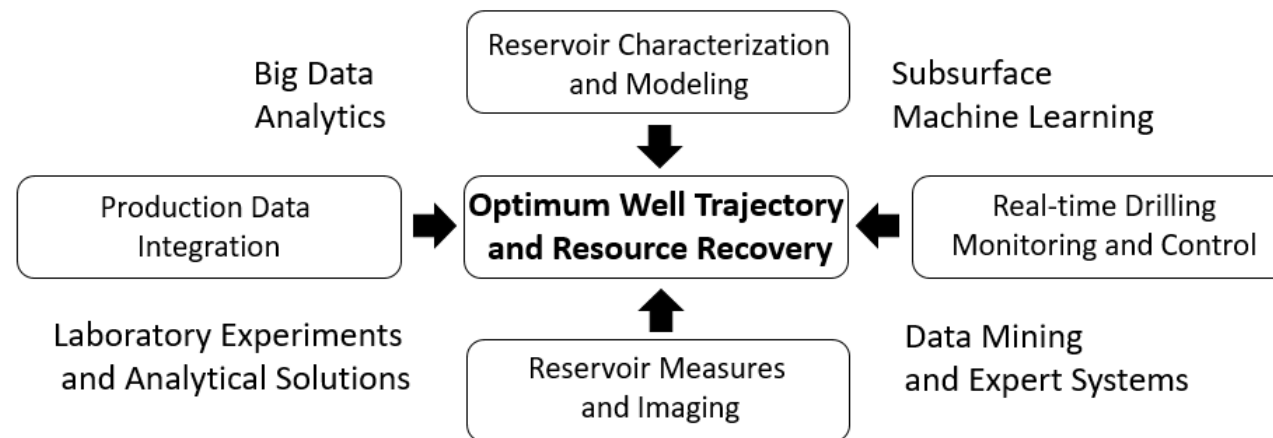 Reservoir Characterization
and Modeling
Big Data
Analytics
Subsurface
Machine Learning
Production Data
Integration
Optimum Well Trajectory
and Resource Recovery
Real-time Drilling
Monitoring and Control
Laboratory Experiments
and Analytical Solutions
Reservoir Measures
and Imaging
Data Mining
and Expert Systems